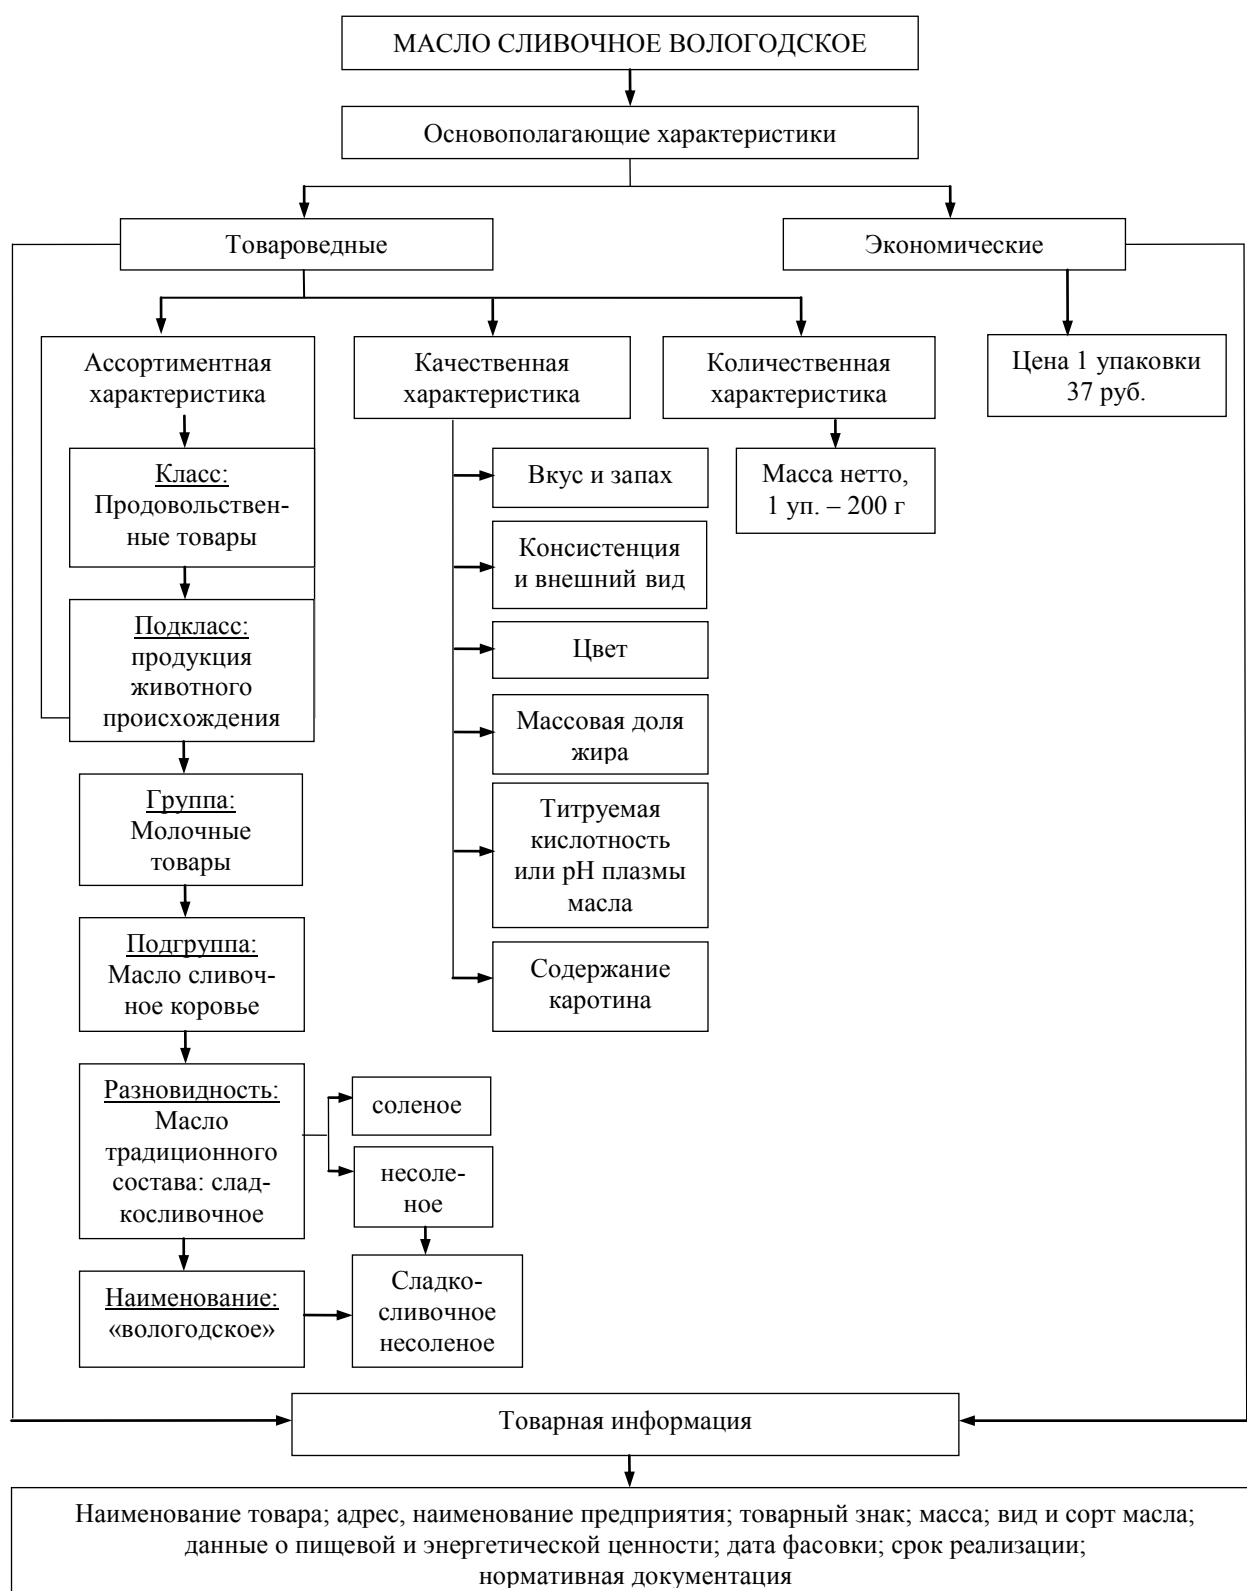 МАСЛО СЛИВОЧНОЕ ВОЛОГОДСКОЕ
Основополагающие характеристики
Товароведные
Экономические
Ассортиментная
характеристика
Качественная
характеристика
Количественная
характеристика
Цена 1 упаковки
37 руб.
Класс:
Продовольствен-
ные товары
Вкус и запах
Масса нетто,
1 уп. – 200 г
Консистенция
и внешний вид
Подкласс:
продукция
животного
происхождения
Цвет
Массовая доля
жира
Группа:
Молочные
товары
Титруемая
кислотность
или pH плазмы
масла
Подгруппа:
Масло сливоч-
ное коровье
Содержание
каротина
Разновидность:
Масло
традиционного
состава: слад-
косливочное
соленое
несоле-
ное
Наименование:
«вологодское»
Сладко-
сливочное
несоленое
Товарная информация
Наименование товара; адрес, наименование предприятия; товарный знак; масса; вид и сорт масла;
данные о пищевой и энергетической ценности; дата фасовки; срок реализации;
нормативная документация